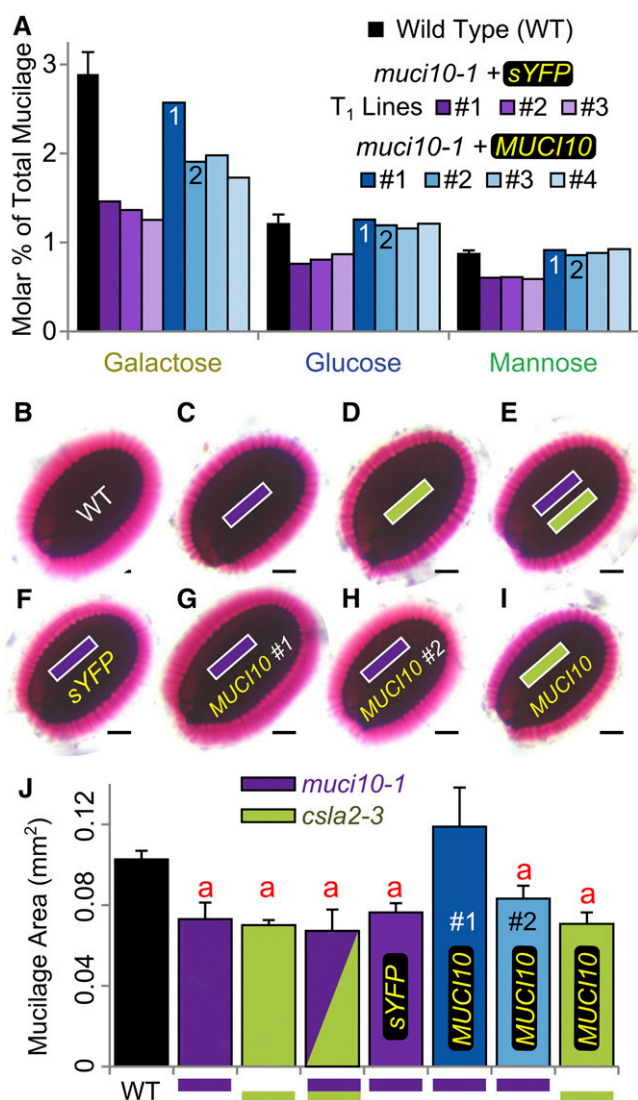 A
Molar % of Total Mucilage
3
2
1
0
Wild Type (WT)
muci10-1 + sYFP
T1 Lines #1 #2 #3
muci10-1 + MUCI10
#1 #2 #3 #4
1
2
1
2
1
2
Galactose Glucose Mannose
B C D E
WT
F G H I
sYFP
MUCI10 #1
MUCI10 #2
MUCI10
J
muci10-1
csla2-3
Mucilage Area (mm²)
0.12
0.08
0.04
0
a a a a a a
#1 #2
sYFP MUCI10 MUCI10 MUCI10
WT